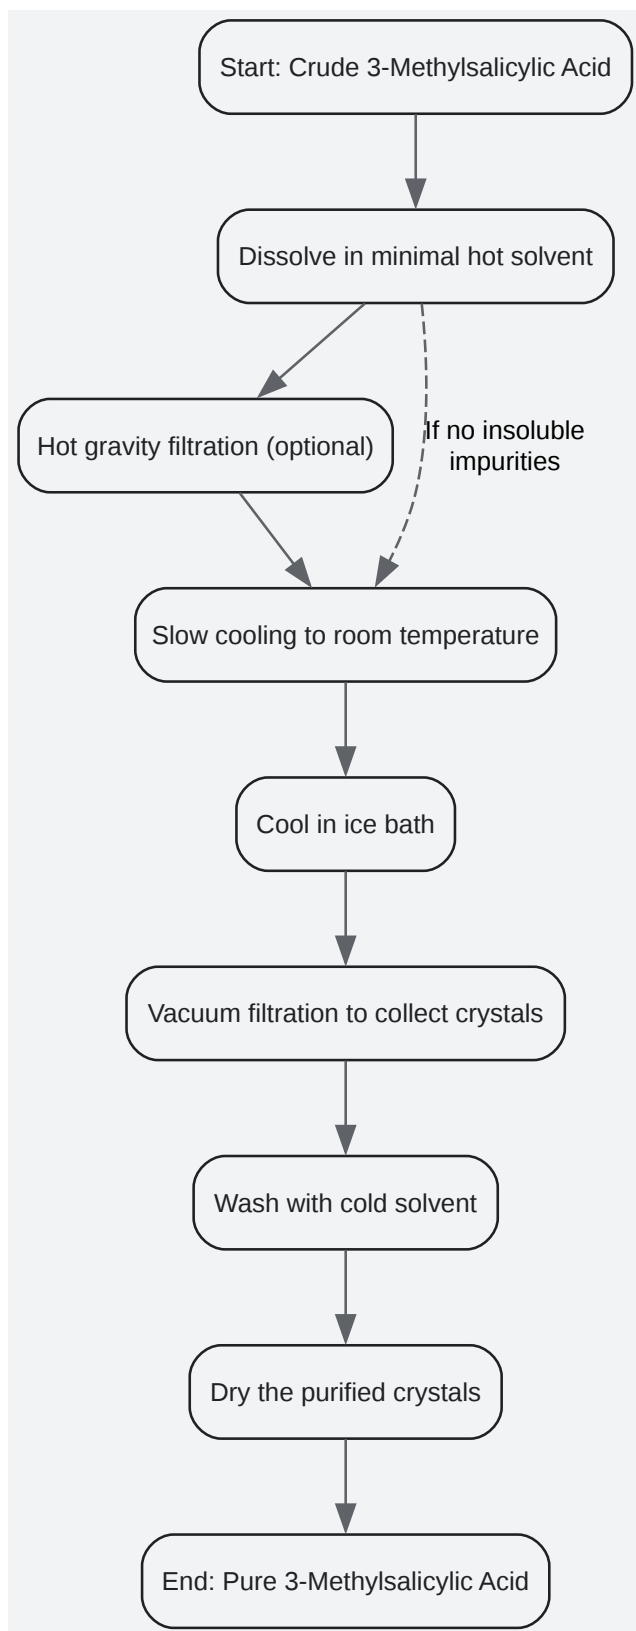 Start: Crude 3-Methylsalicylic Acid
Dissolve in minimal hot solvent
Hot gravity filtration (optional)
If no insoluble
impurities
Slow cooling to room temperature
Cool in ice bath
Vacuum filtration to collect crystals
Wash with cold solvent
Dry the purified crystals
End: Pure 3-Methylsalicylic Acid